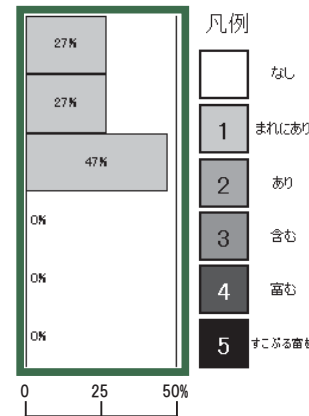 凡例
27%
27%
47%
0%
0%
0%
なし
1 まれにあり
2 あり
3 含む
4 富む
5 すこぶる富む
0 25 50%